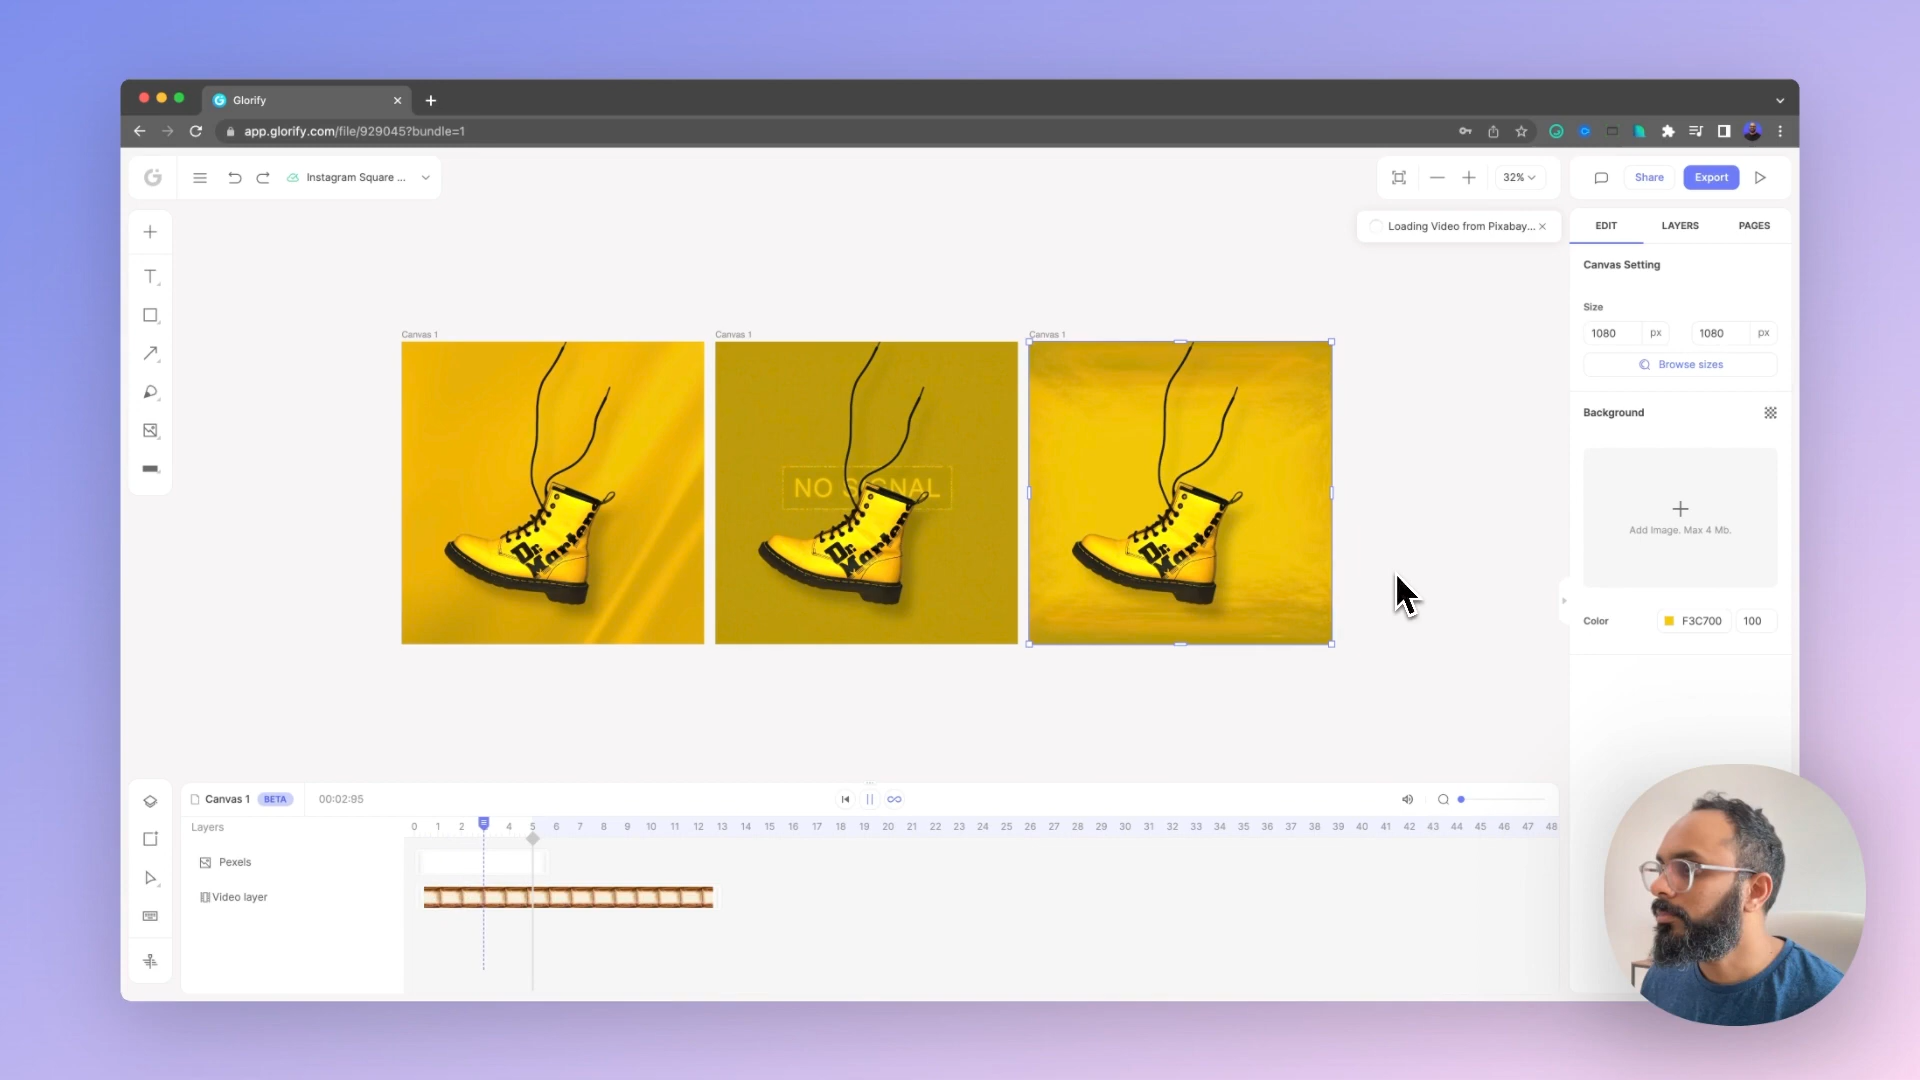 Glorify
app.glorify.com/file/929045?bundle=1
Instagram Square ...
32%
Share
Export
Loading Video from Pixabay...
EDIT
LAYERS
PAGES
Canvas Setting
Size
1080 px
1080 px
Browse sizes
Background
Add Image. Max 4 Mb.
Color
F3C700
100
Canvas 1
Canvas 1
Canvas 1
Dr.
NO SIGNAL
Dr.
Dr.
Canvas 1
BETA
00:02:95
Layers
0 1 2 4 5 6 7 8 9 10 11 12 13 14 15 16 17 18 19 20 21 22 23 24 25 26 27 28 29 30 31 32 33 34 35 36 37 38 39 40 41 42 43 44 45 46 47 48
Pexels
Video layer